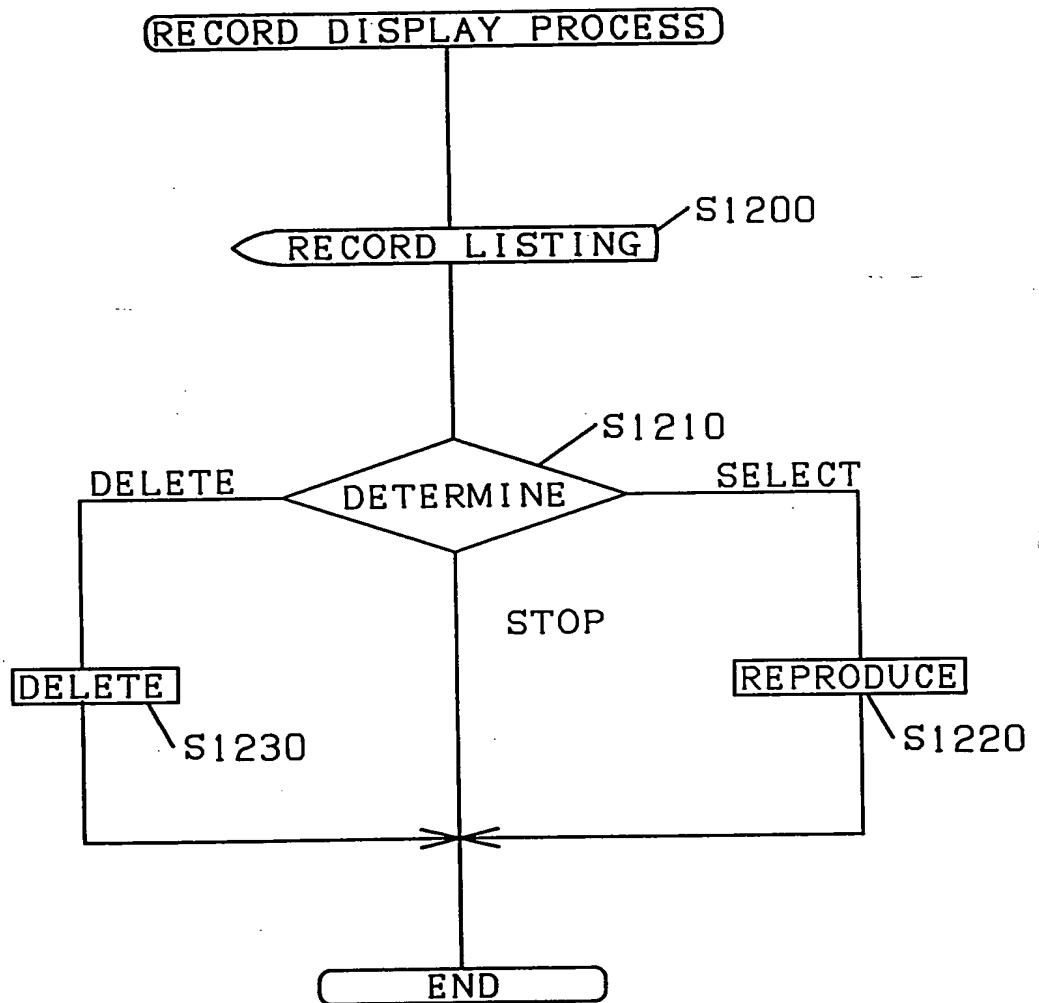 RECORD DISPLAY PROCESS
S1200
RECORD LISTING
S1210
DELETE
DETERMINE
SELECT
STOP
DELETE
REPRODUCE
S1230
S1220
END